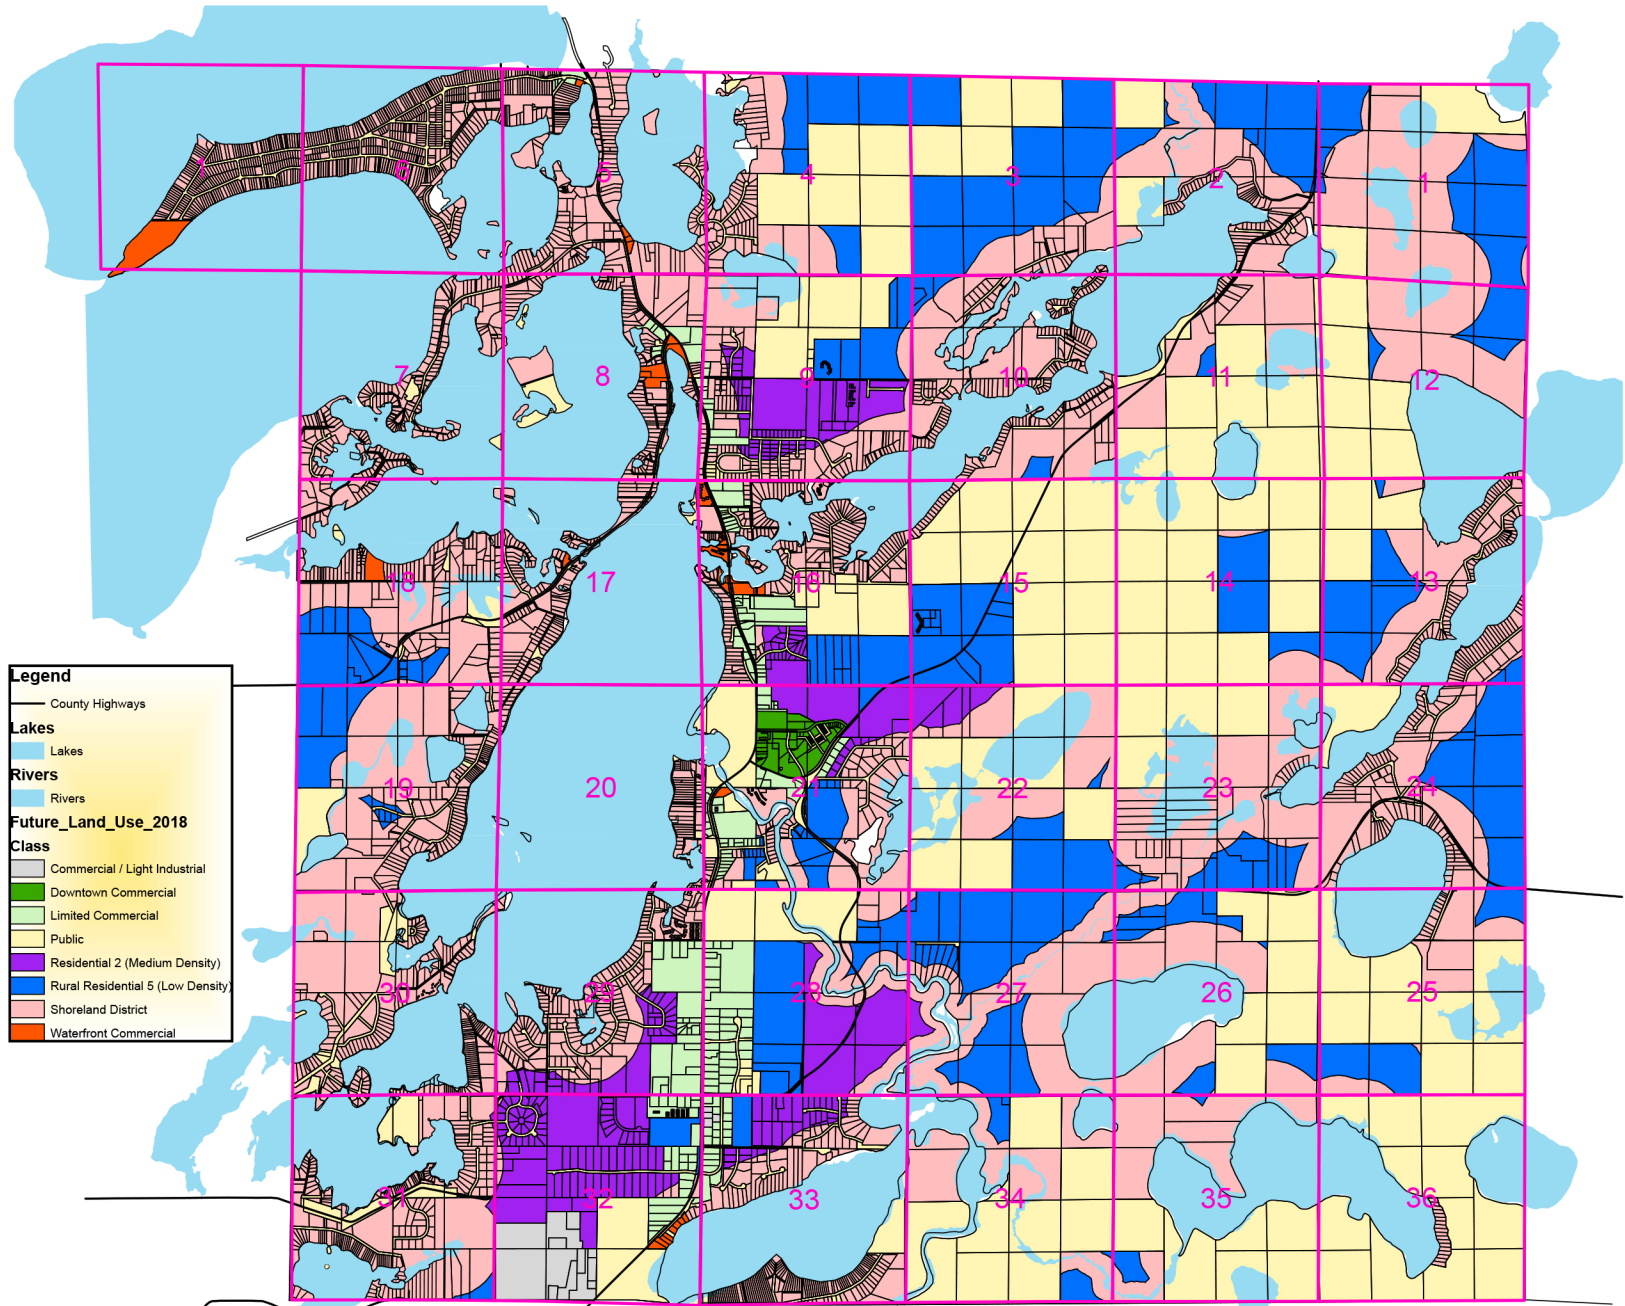 1
6
5
4
3
2
1
7
8
9
10
11
12
18
17
16
15
14
13
19
20
21
22
23
24
30
29
28
27
26
25
31
32
33
34
35
36
Legend
County Highways
Lakes
Lakes
Rivers
Rivers
Future_Land_Use_2018
Class
Commercial / Light Industrial
Downtown Commercial
Limited Commercial
Public
Residential 2 (Medium Density)
Rural Residential 5 (Low Density)
Shoreland District
Waterfront Commercial